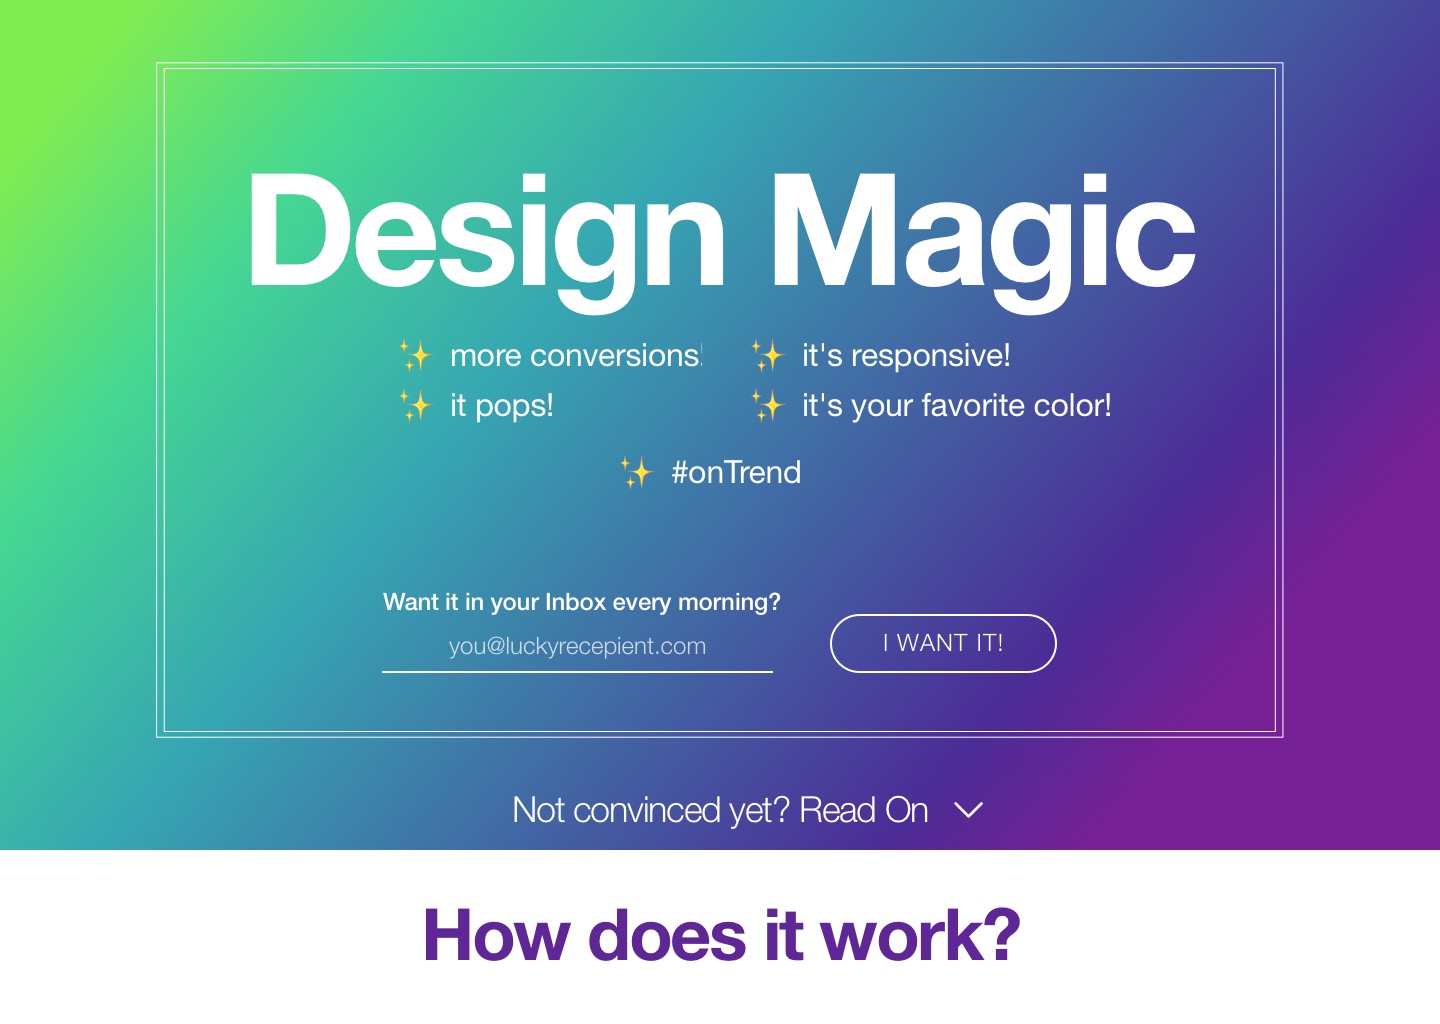 Design Magic
✨ more conversions!
✨ it's responsive!
✨ it pops!
✨ it's your favorite color!
✨ #onTrend
Want it in your Inbox every morning?
you@luckyrecepient.com
I WANT IT!
Not convinced yet? Read On
How does it work?